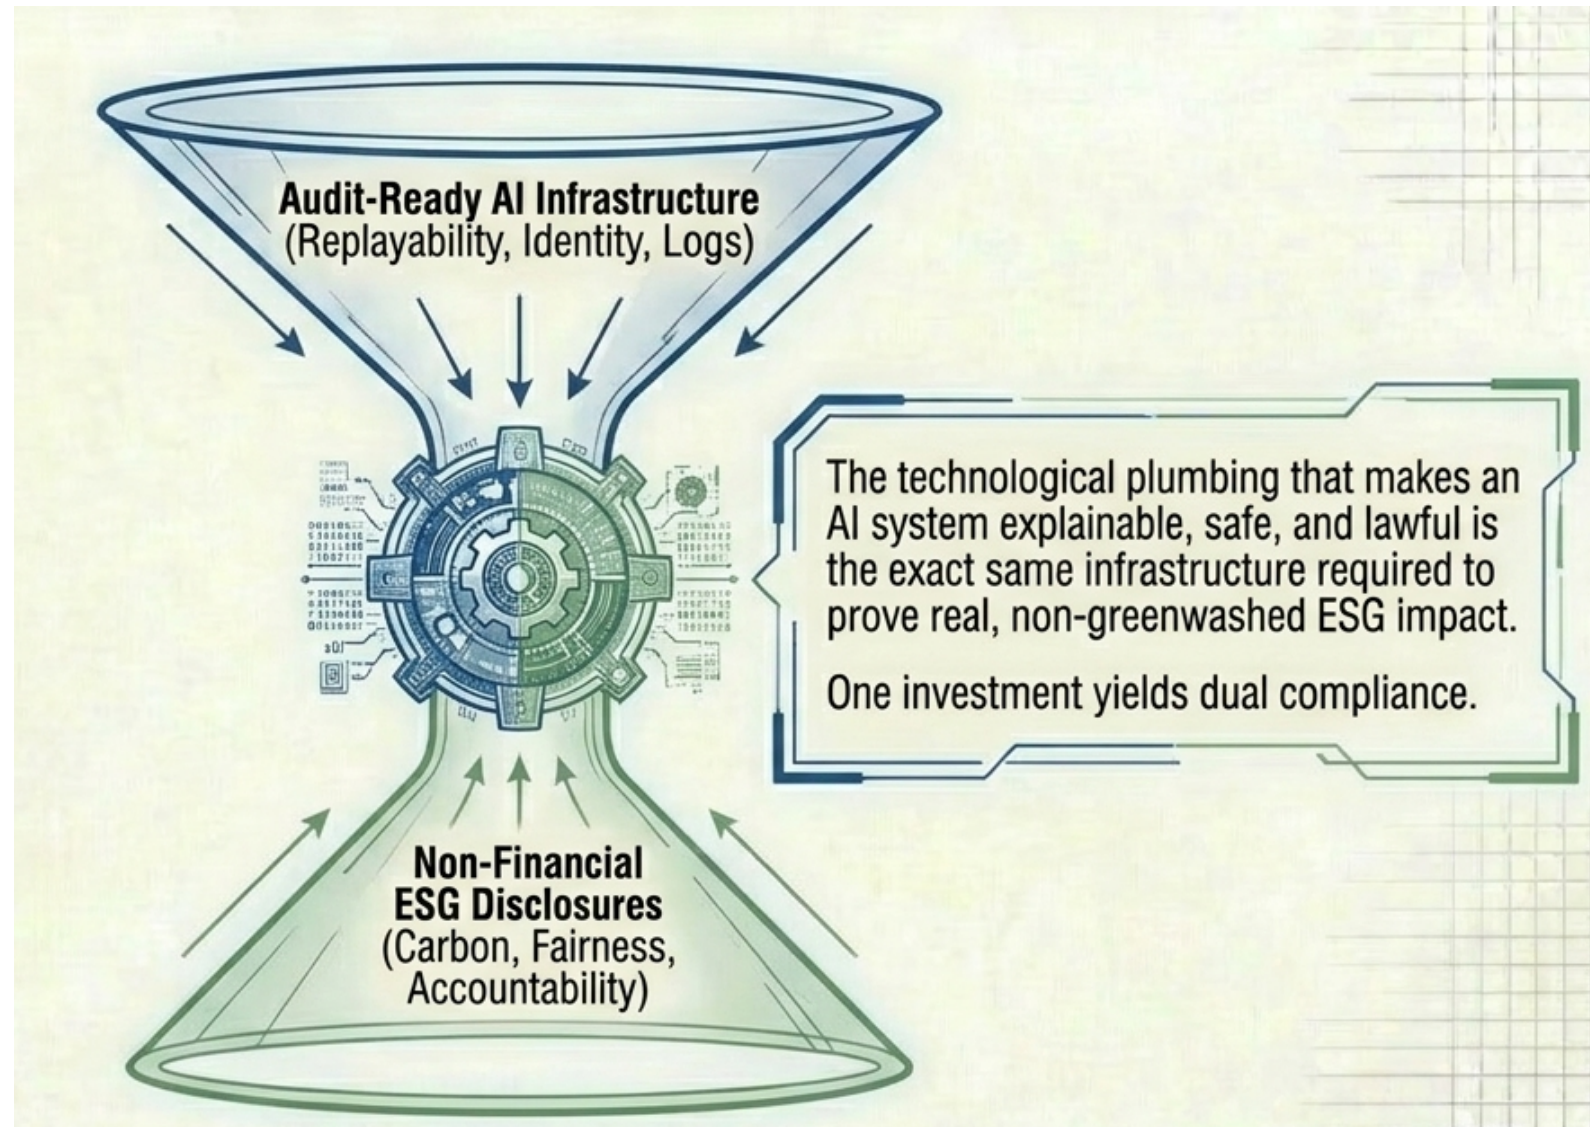 Audit-Ready AI Infrastructure
(Replayability, Identity, Logs)
The technological plumbing that makes an
AI system explainable, safe, and lawful is
the exact same infrastructure required to
prove real, non-greenwashed ESG impact.
One investment yields dual compliance.
Non-Financial
ESG Disclosures
(Carbon, Fairness,
Accountability)